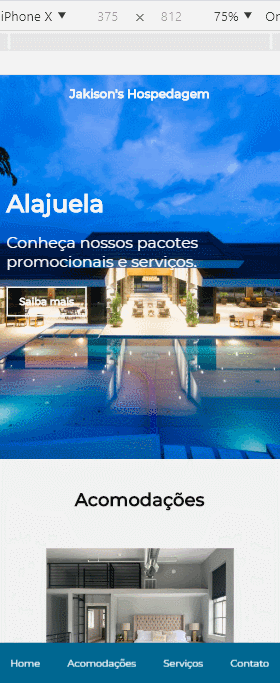 iPhone X ▼ 375 × 812 75% ▼ On
Jakison's Hospedagem
Alajuela
Conheça nossos pacotes
promocionais e serviços.
Saiba mais
Acomodações
Home Acomodações Serviços Contato